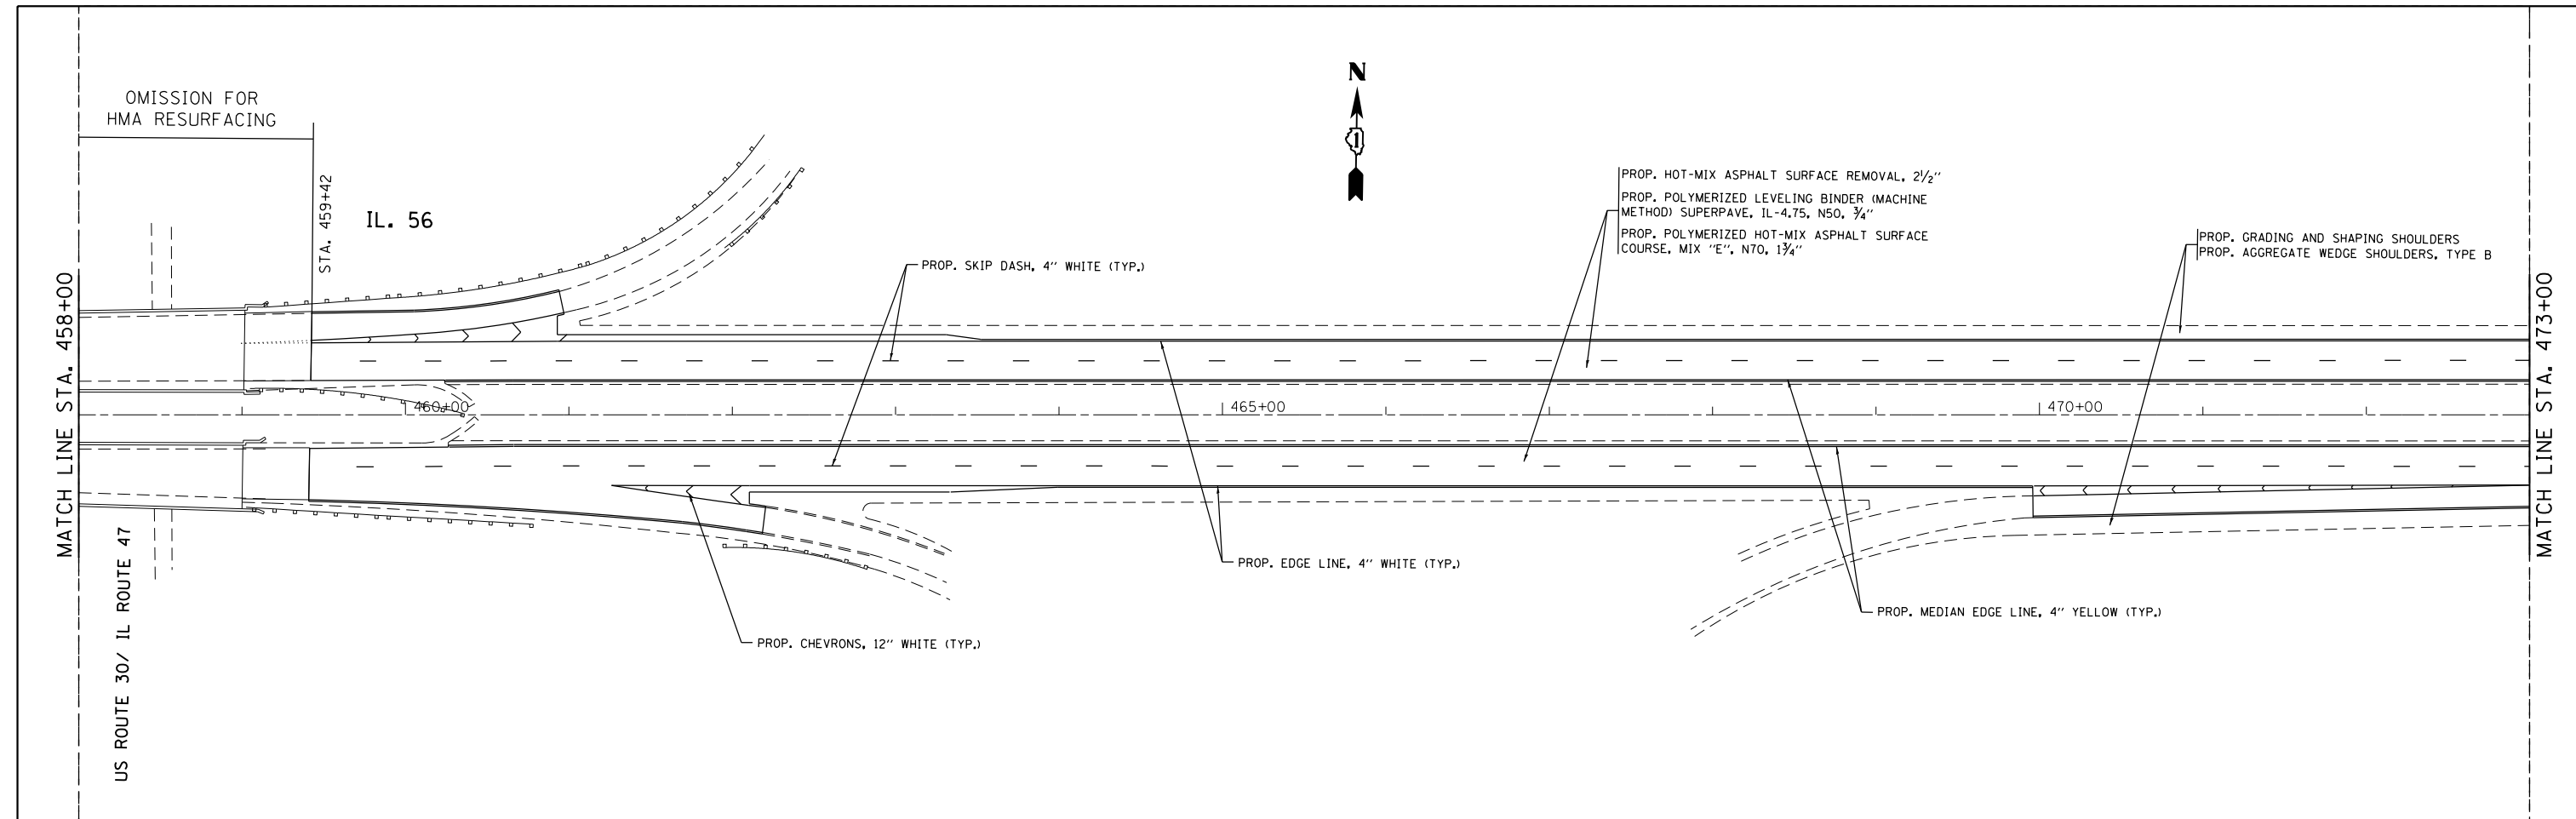 N
1
OMISSION FOR
HMA RESURFACING
STA. 459+42
IL. 56
PROP. HOT-MIX ASPHALT SURFACE REMOVAL, 2½"
PROP. POLYMERIZED LEVELING BINDER (MACHINE
METHOD) SUPERPAVE, IL-4.75, N50, ¾"
PROP. POLYMERIZED HOT-MIX ASPHALT SURFACE
COURSE, MIX "E", N70, 1¾"
PROP. GRADING AND SHAPING SHOULDERS
PROP. AGGREGATE WEDGE SHOULDERS, TYPE B
PROP. SKIP DASH, 4" WHITE (TYP.)
MATCH LINE STA. 458+00
MATCH LINE STA. 473+00
460+00
465+00
470+00
US ROUTE 30/ IL ROUTE 47
PROP. EDGE LINE, 4" WHITE (TYP.)
PROP. MEDIAN EDGE LINE, 4" YELLOW (TYP.)
PROP. CHEVRONS, 12" WHITE (TYP.)